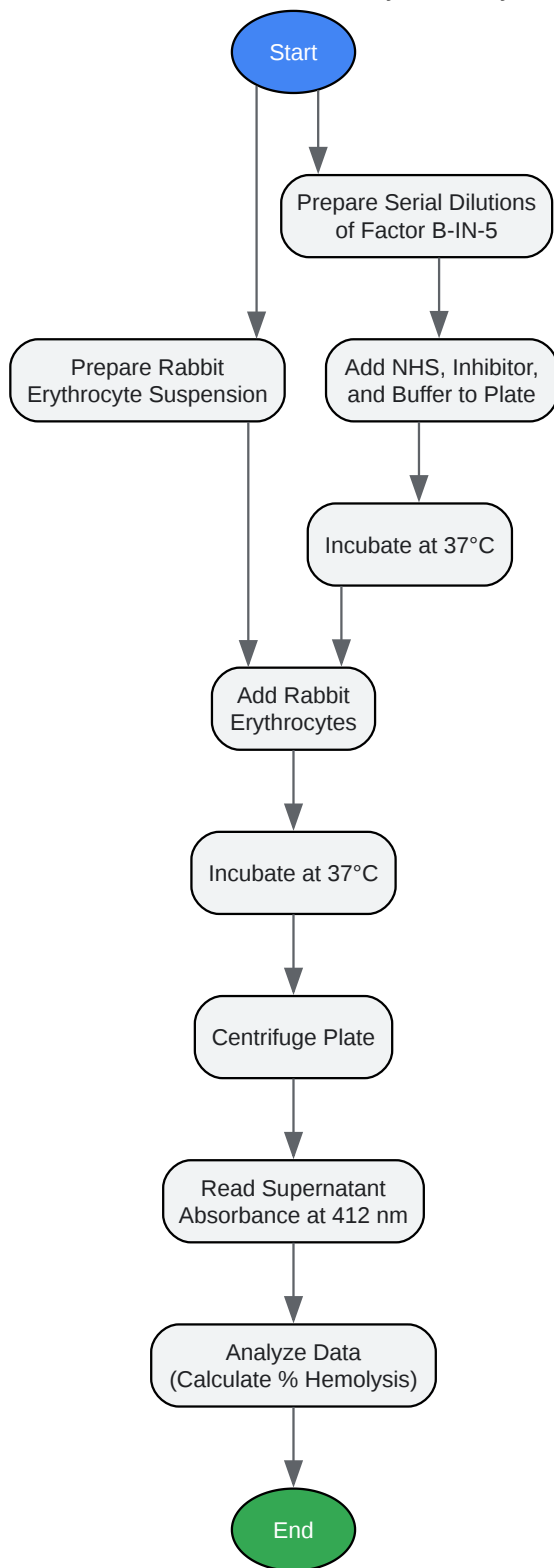 Start
Prepare Serial Dilutions
of Factor B-IN-5
Prepare Rabbit
Erythrocyte Suspension
Add NHS, Inhibitor,
and Buffer to Plate
Incubate at 37°C
Add Rabbit
Erythrocytes
Incubate at 37°C
Centrifuge Plate
Read Supernatant
Absorbance at 412 nm
Analyze Data
(Calculate % Hemolysis)
End